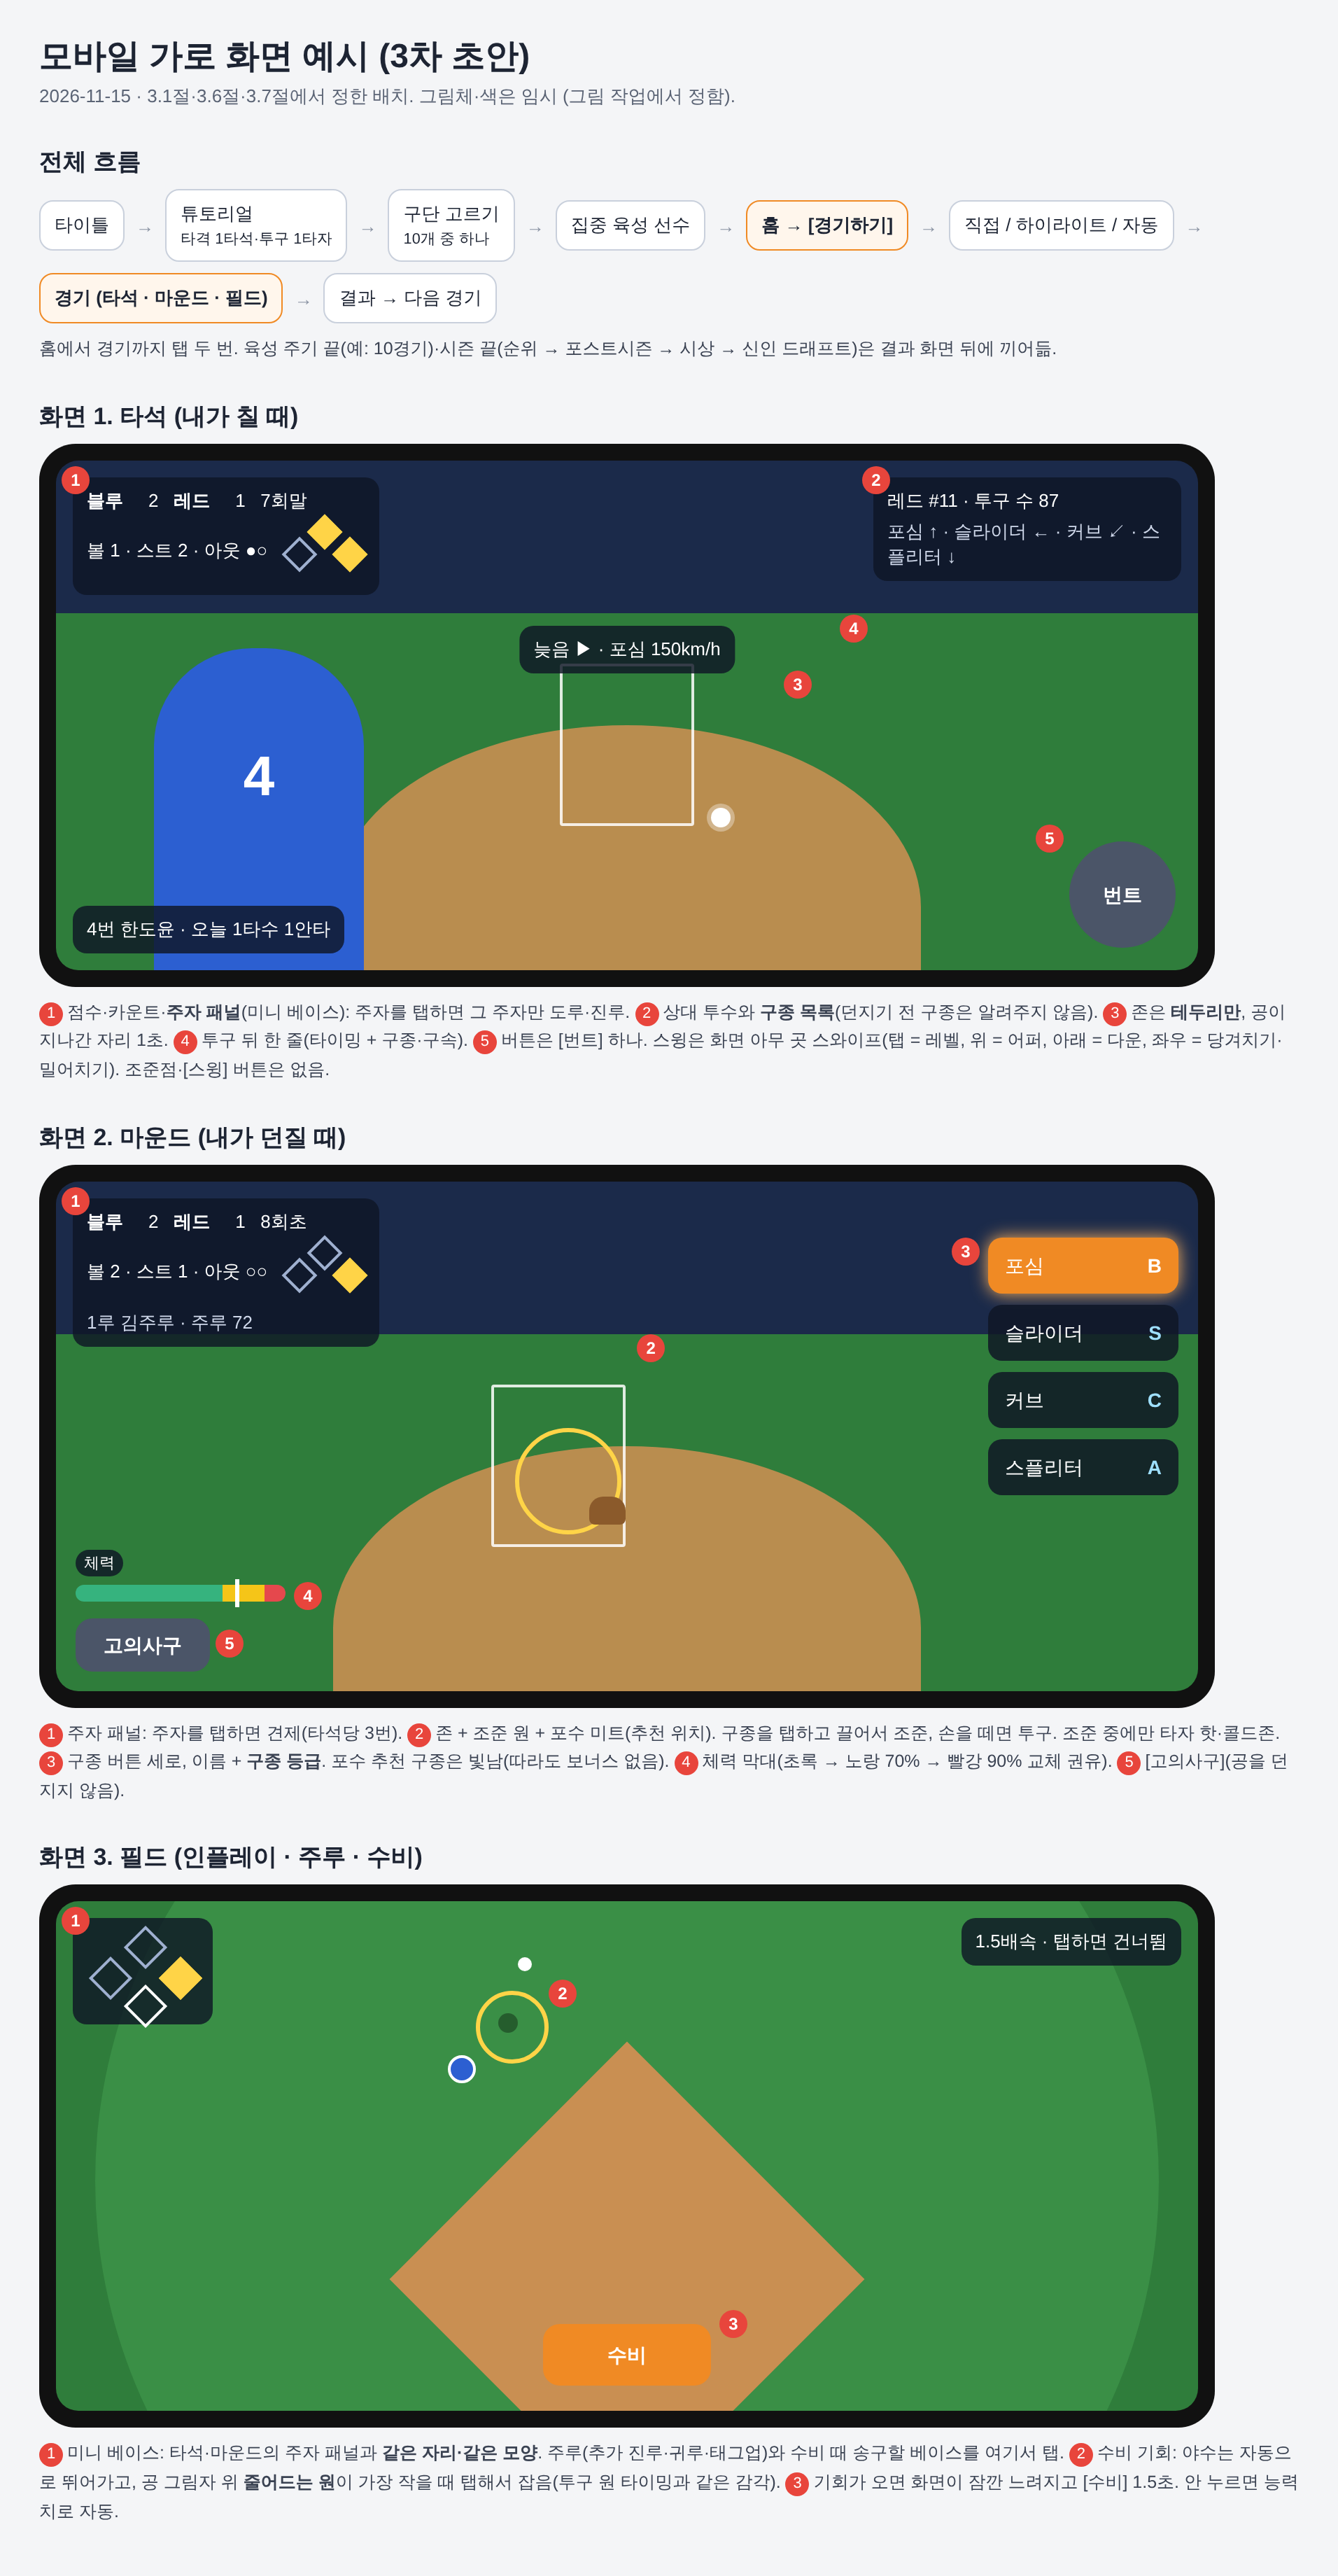 모바일 가로 화면 예시 (3차 초안)
2026-11-15 · 3.1절·3.6절·3.7절에서 정한 배치. 그림체·색은 임시 (그림 작업에서 정함).
전체 흐름
타이틀 → 튜토리얼 → 구단 고르기 → 집중 육성 선수 → 홈 → [경기하기] → 직접 / 하이라이트 / 자동 →
타격 1타석·투구 1타자 10개 중 하나
경기 (타석 · 마운드 · 필드) → 결과 → 다음 경기
홈에서 경기까지 탭 두 번. 육성 주기 끝(예: 10경기)·시즌 끝(순위 → 포스트시즌 → 시상 → 신인 드래프트)은 결과 화면 뒤에 끼어듦.
화면 1. 타석 (내가 칠 때)
1
블루 2 레드 1 7회말
볼 1 · 스트 2 · 아웃 ●○
2
레드 #11 · 투구 수 87
포심 ↑ · 슬라이더 ← · 커브 ↙ · 스
플리터 ↓
4
늦음 ▶ · 포심 150km/h
3
4
5
번트
4번 한도윤 · 오늘 1타수 1안타
1 점수·카운트·주자 패널(미니 베이스): 주자를 탭하면 그 주자만 도루·진루. 2 상대 투수와 구종 목록(던지기 전 구종은 알려주지 않음). 3 존은 테두리만, 공이
지나간 자리 1초. 4 투구 뒤 한 줄(타이밍 + 구종·구속). 5 버튼은 [번트] 하나. 스윙은 화면 아무 곳 스와이프(탭 = 레벨, 위 = 어퍼, 아래 = 다운, 좌우 = 당겨치기·
밀어치기). 조준점·[스윙] 버튼은 없음.
화면 2. 마운드 (내가 던질 때)
1
블루 2 레드 1 8회초
볼 2 · 스트 1 · 아웃 ○○
1루 김주루 · 주루 72
3
포심 B
슬라이더 S
커브 C
스플리터 A
2
체력
4
고의사구
5
1 주자 패널: 주자를 탭하면 견제(타석당 3번). 2 존 + 조준 원 + 포수 미트(추천 위치). 구종을 탭하고 끌어서 조준, 손을 떼면 투구. 조준 중에만 타자 핫·콜드존.
3 구종 버튼 세로, 이름 + 구종 등급. 포수 추천 구종은 빛남(따라도 보너스 없음). 4 체력 막대(초록 → 노랑 70% → 빨강 90% 교체 권유). 5 [고의사구](공을 던
지지 않음).
화면 3. 필드 (인플레이 · 주루 · 수비)
1
1.5배속 · 탭하면 건너뜀
2
3
수비
1 미니 베이스: 타석·마운드의 주자 패널과 같은 자리·같은 모양. 주루(추가 진루·귀루·태그업)와 수비 때 송구할 베이스를 여기서 탭. 2 수비 기회: 야수는 자동으
로 뛰어가고, 공 그림자 위 줄어드는 원이 가장 작을 때 탭해서 잡음(투구 원 타이밍과 같은 감각). 3 기회가 오면 화면이 잠깐 느려지고 [수비] 1.5초. 안 누르면 능력
치로 자동.